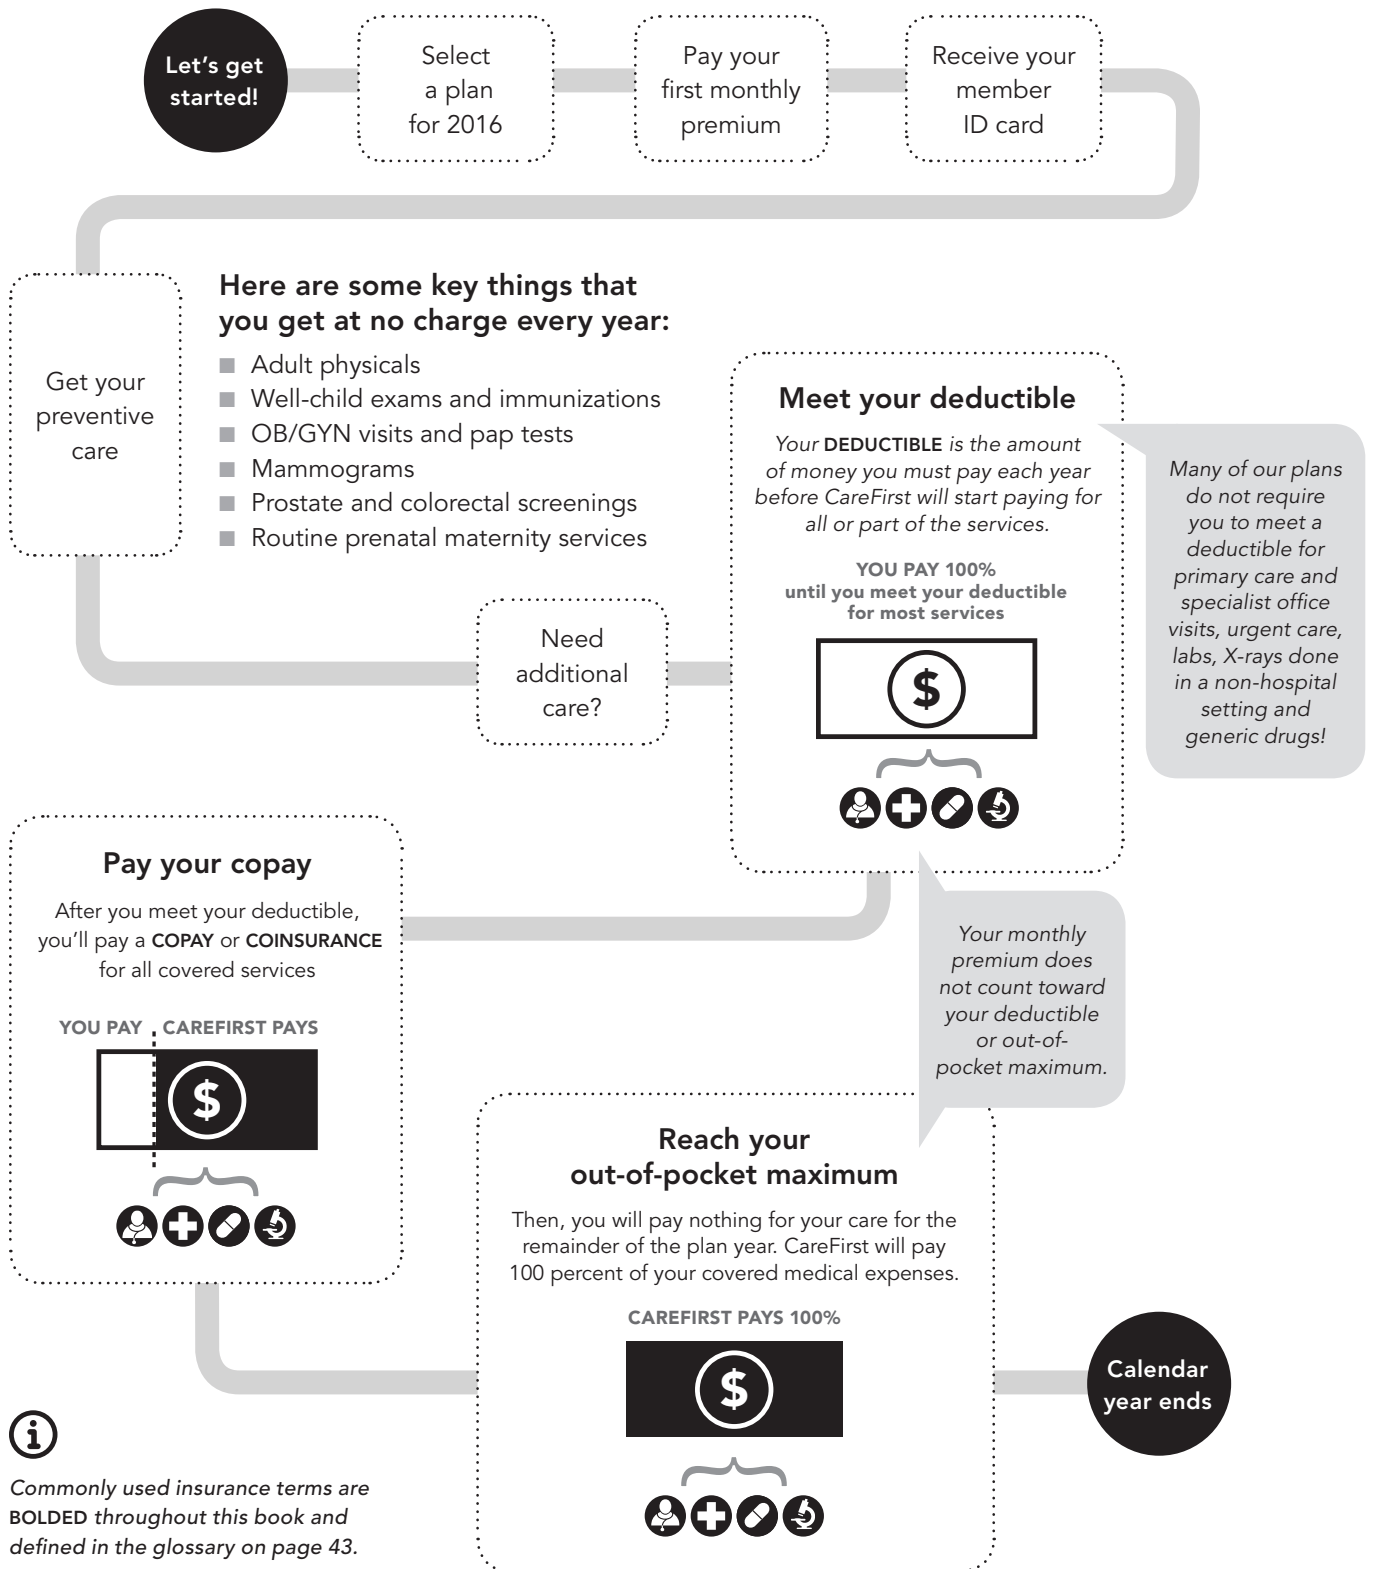 Let's get
started!
Select
a plan
for 2016
Pay your
first monthly
premium
Receive your
member
ID card
Get your
preventive
care
Here are some key things that
you get at no charge every year:
■ Adult physicals
■ Well-child exams and immunizations
■ OB/GYN visits and pap tests
■ Mammograms
■ Prostate and colorectal screenings
■ Routine prenatal maternity services
Need
additional
care?
Meet your deductible
Your DEDUCTIBLE is the amount
of money you must pay each year
before CareFirst will start paying for
all or part of the services.
YOU PAY 100%
until you meet your deductible
for most services
$
Many of our plans
do not require
you to meet a
deductible for
primary care and
specialist office
visits, urgent care,
labs, X-rays done
in a non-hospital
setting and
generic drugs!
Pay your copay
After you meet your deductible,
you'll pay a COPAY or COINSURANCE
for all covered services
YOU PAY CAREFIRST PAYS
$
Your monthly
premium does
not count toward
your deductible
or out-of-
pocket maximum.
Reach your
out-of-pocket maximum
Then, you will pay nothing for your care for the
remainder of the plan year. CareFirst will pay
100 percent of your covered medical expenses.
CAREFIRST PAYS 100%
$
Calendar
year ends
i
Commonly used insurance terms are
BOLDED throughout this book and
defined in the glossary on page 43.